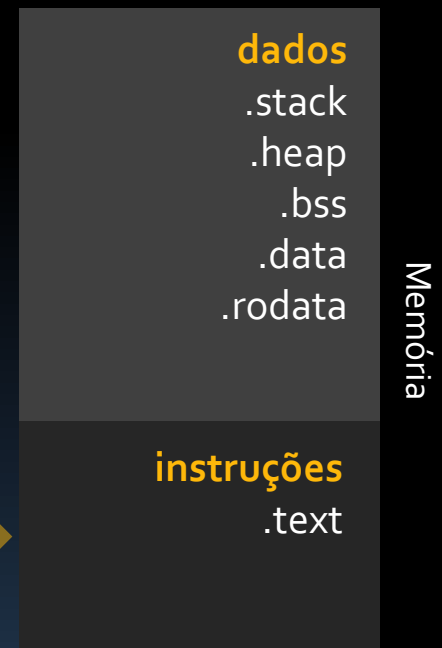 dados
.stack
.heap
.bss
.data
.rodata
Memória
instruções
.text